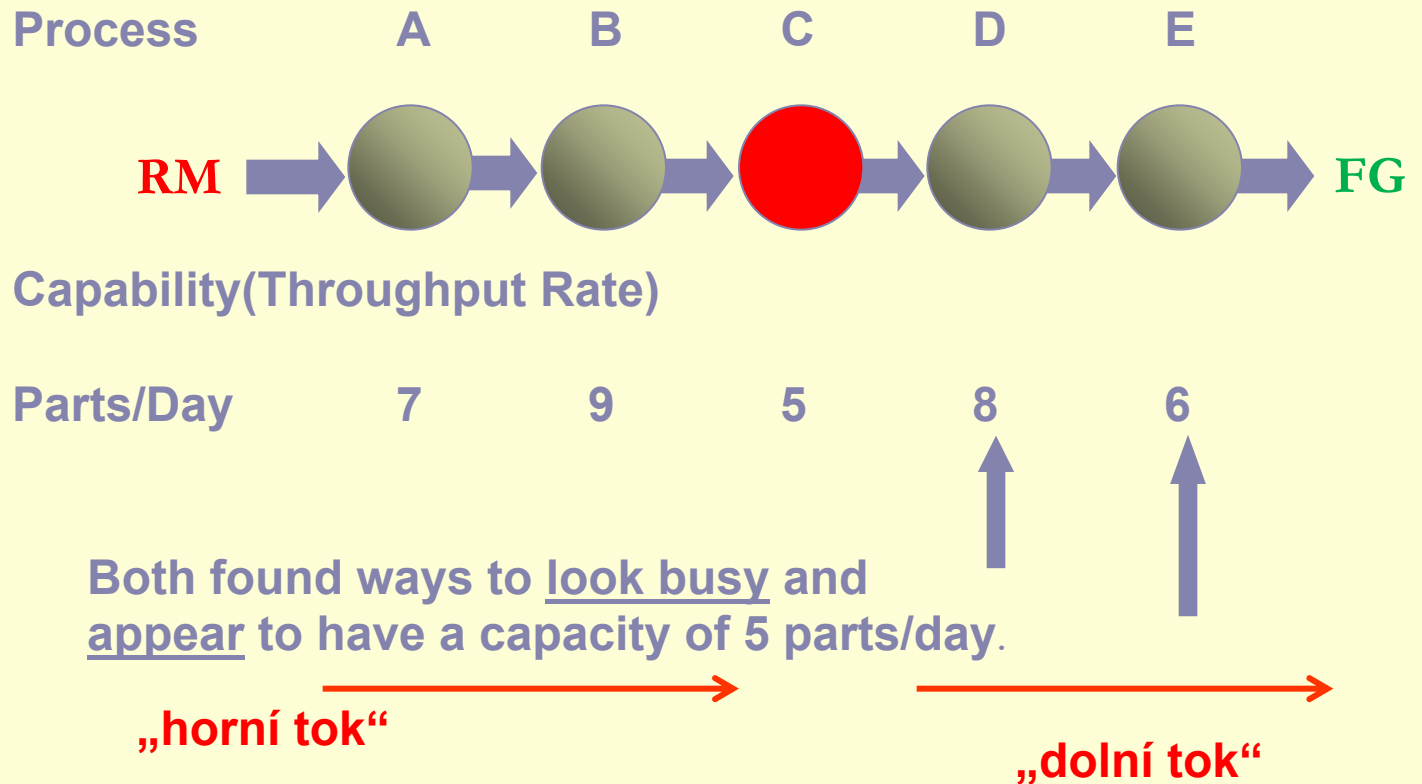 Process A B C D E
RM FG
Capability(Throughput Rate)
Parts/Day 7 9 5 8 6
Both found ways to look busy and
appear to have a capacity of 5 parts/day.
„horní tok“
„dolní tok“